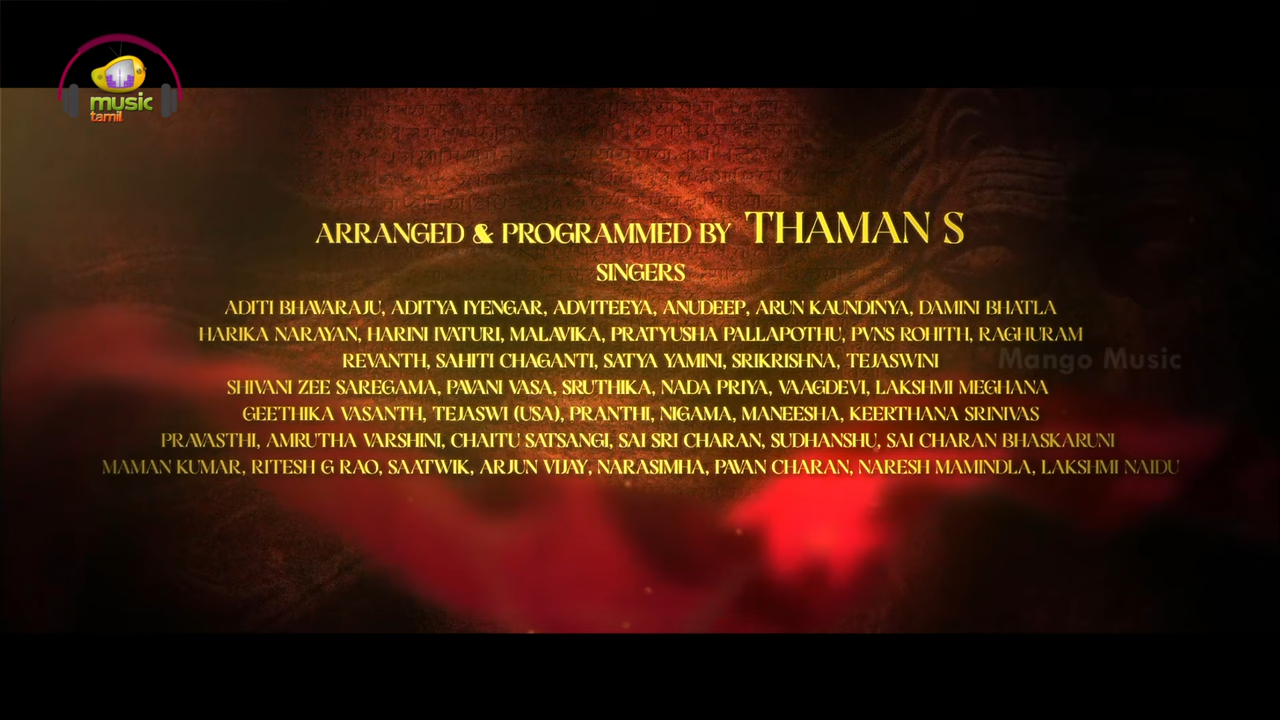 music
tamil
ARRANGED & PROGRAMMED BY THAMAN S
SINGERS
ADITI BHAVARAJU, ADITYA IYENGAR, ADVITEEYA, ANUDEEP, ARUN KAUNDINYA, DAMINI BHATLA
HARIKA NARAYAN, HARINI IVATURI, MALAVIKA, PRATYUSHA PALLAPOTHU, PVNS ROHITH, RAGHURAM
REVANTH, SAHITI CHAGANTI, SATYA YAMINI, SRIKRISHNA, TEJASWINI
Mango Music
SHIVANI ZEE SAREGAMA, PAVANI VASA, SRUTHIKA, NADA PRIYA, VAAGDEVI, LAKSHMI MEGHANA
GEETHIKA VASANTH, TEJASWI (USA), PRANTHI, NIGAMA, MANEESHA, KEERTHANA SRINIVAS
PRAVASTHI, AMRUTHA VARSHINI, CHAITU SATSANGI, SAI SRI CHARAN, SUDHANSHU, SAI CHARAN BHASKARUNI
MAMAN KUMAR, RITESH G RAO, SAATWIK, ARJUN VIJAY, NARASIMHA, PAVAN CHARAN, NARESH MAMINDLA, LAKSHMI NAIDU